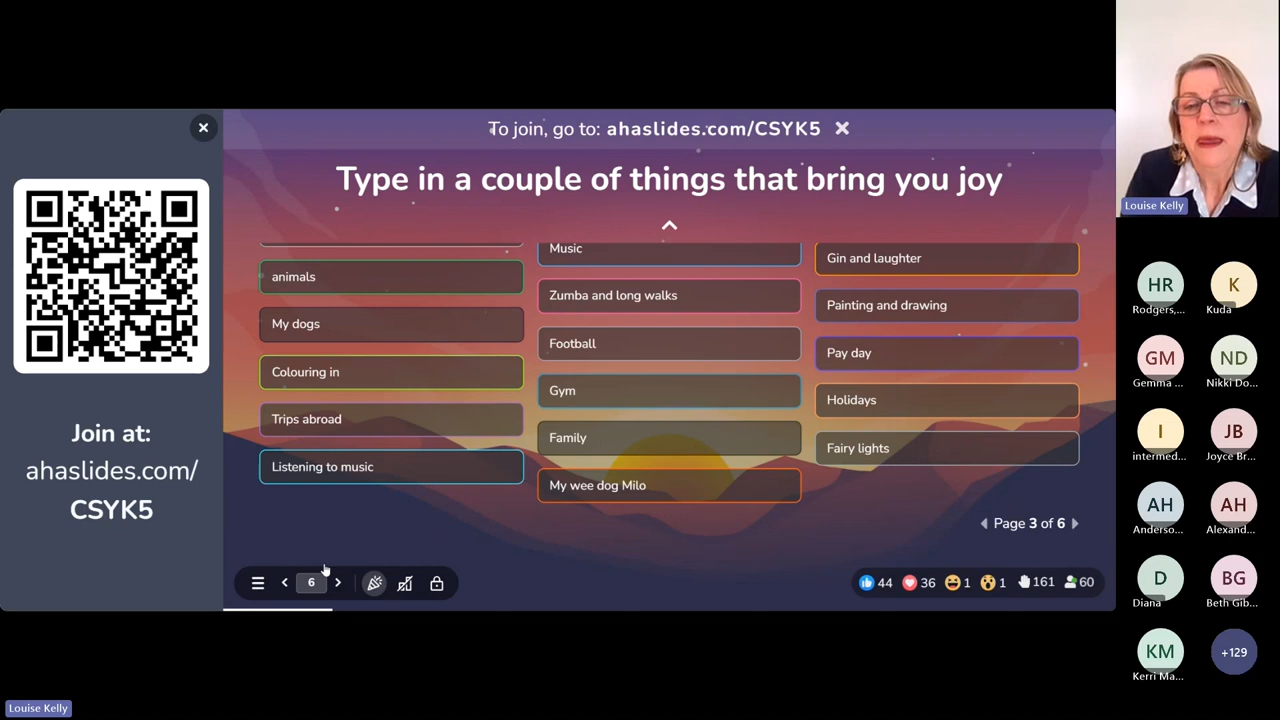 To join, go to: ahaslides.com/CSYK5
Type in a couple of things that bring you joy
animals
My dogs
Colouring in
Trips abroad
Listening to music
Music
Zumba and long walks
Football
Gym
Family
My wee dog Milo
Gin and laughter
Painting and drawing
Pay day
Holidays
Fairy lights
Page 3 of 6
Join at:
ahaslides.com/
CSYK5
6
44
36
1
1
161
60
Louise Kelly
HR
K
Rodgers,...
Kuda
GM
ND
Gemma ...
Nikki Do...
I
JB
intermed...
Joyce Br...
AH
AH
Anderso...
Alexand...
D
BG
Diana
Beth Gib...
KM
+129
Kerri Ma...
Louise Kelly